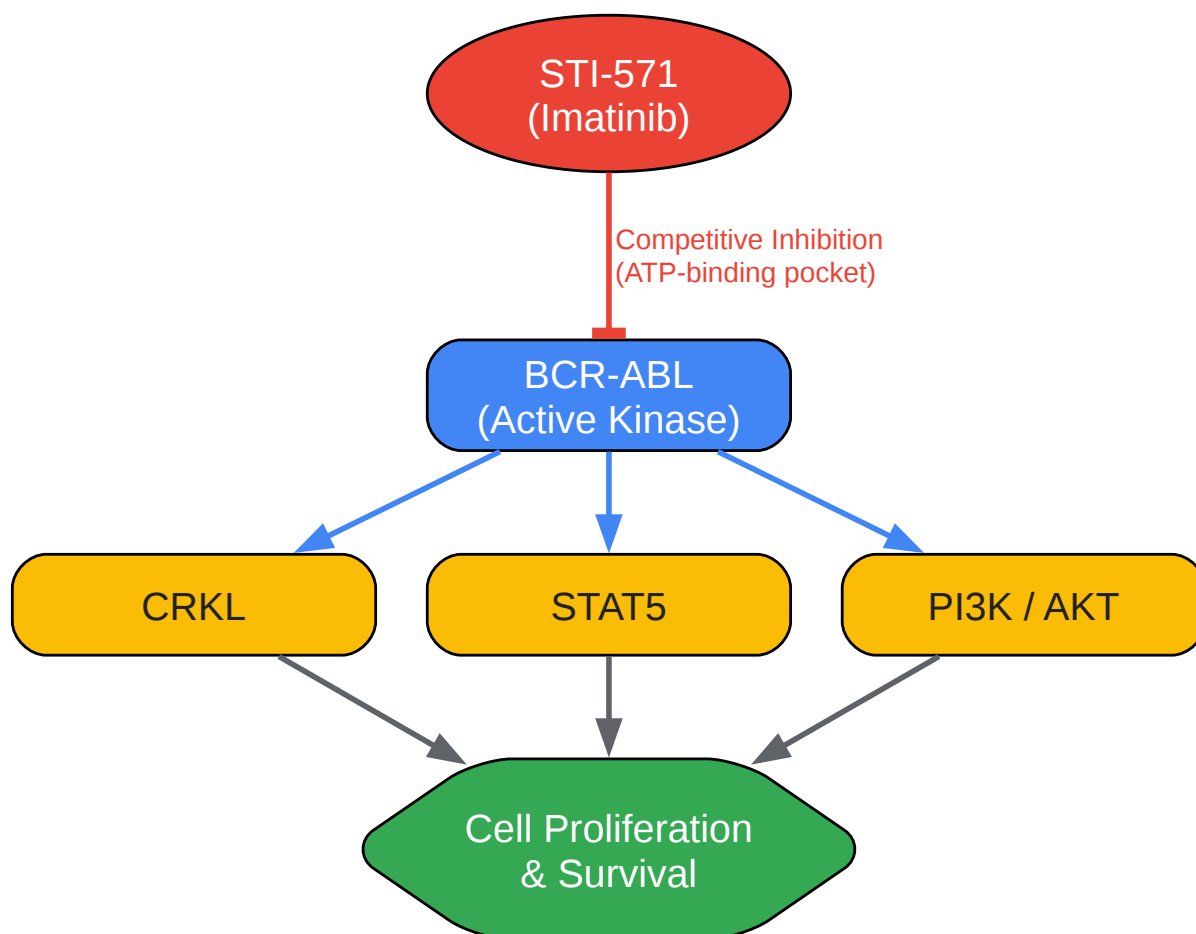 STI-571
(Imatinib)
Competitive Inhibition
(ATP-binding pocket)
BCR-ABL
(Active Kinase)
CRKL
STAT5
PI3K / AKT
Cell Proliferation
& Survival